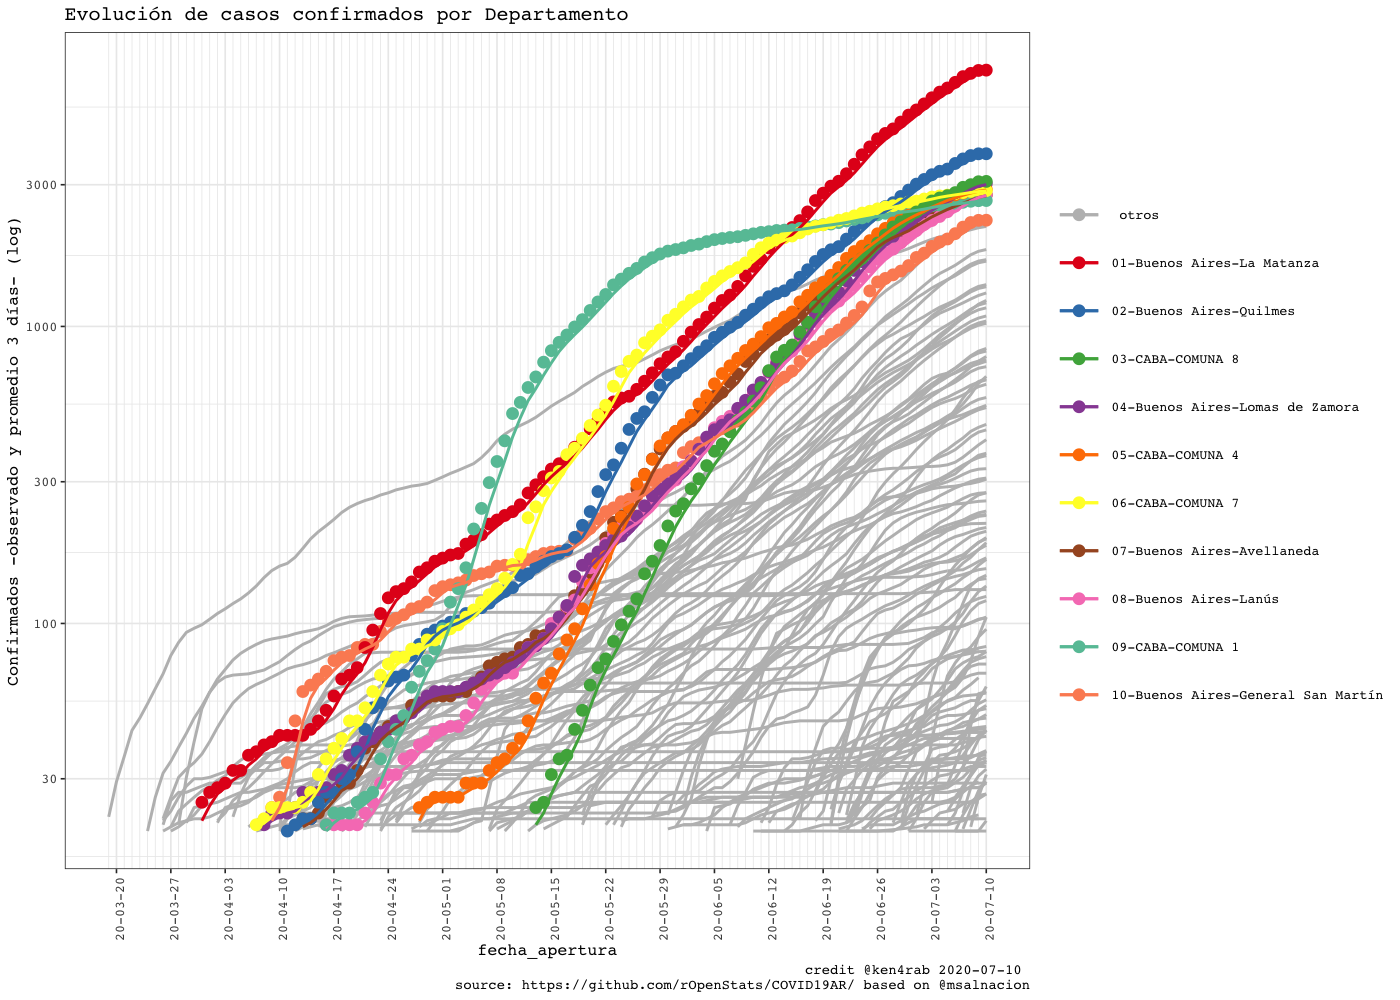 Evolución de casos confirmados por Departamento
Confirmados -observado y promedio 3 días- (log)
3000
1000
300
100
30
20-03-20
20-03-27
20-04-03
20-04-10
20-04-17
20-04-24
20-05-01
20-05-08
20-05-15
20-05-22
20-05-29
20-06-05
20-06-12
20-06-19
20-06-26
20-07-03
20-07-10
fecha_apertura
otros
01-Buenos Aires-La Matanza
02-Buenos Aires-Quilmes
03-CABA-COMUNA 8
04-Buenos Aires-Lomas de Zamora
05-CABA-COMUNA 4
06-CABA-COMUNA 7
07-Buenos Aires-Avellaneda
08-Buenos Aires-Lanús
09-CABA-COMUNA 1
10-Buenos Aires-General San Martín
credit @ken4rab 2020-07-10
source: https://github.com/rOpenStats/COVID19AR/ based on @msalnacion